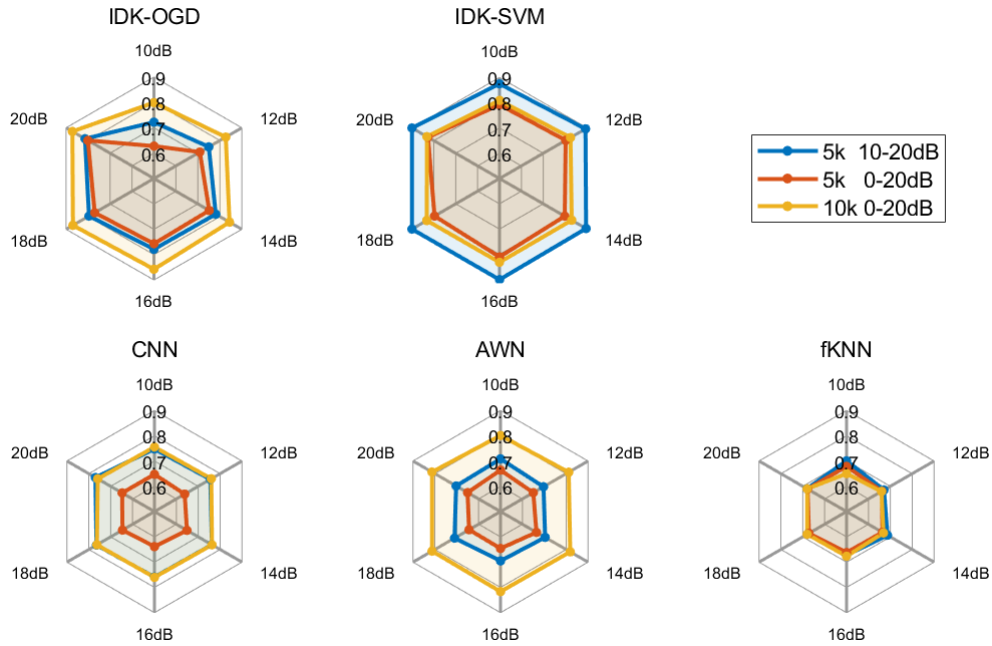 IDK-OGD
10dB
0.9
0.8
0.7
0.6
20dB
12dB
18dB
14dB
16dB
IDK-SVM
10dB
0.9
0.8
0.7
0.6
20dB
12dB
18dB
14dB
16dB
5k 10-20dB
5k 0-20dB
10k 0-20dB
CNN
10dB
0.9
0.8
0.7
0.6
20dB
12dB
18dB
14dB
16dB
AWN
10dB
0.9
0.8
0.7
0.6
20dB
12dB
18dB
14dB
16dB
fKNN
10dB
0.9
0.8
0.7
0.6
20dB
12dB
18dB
14dB
16dB